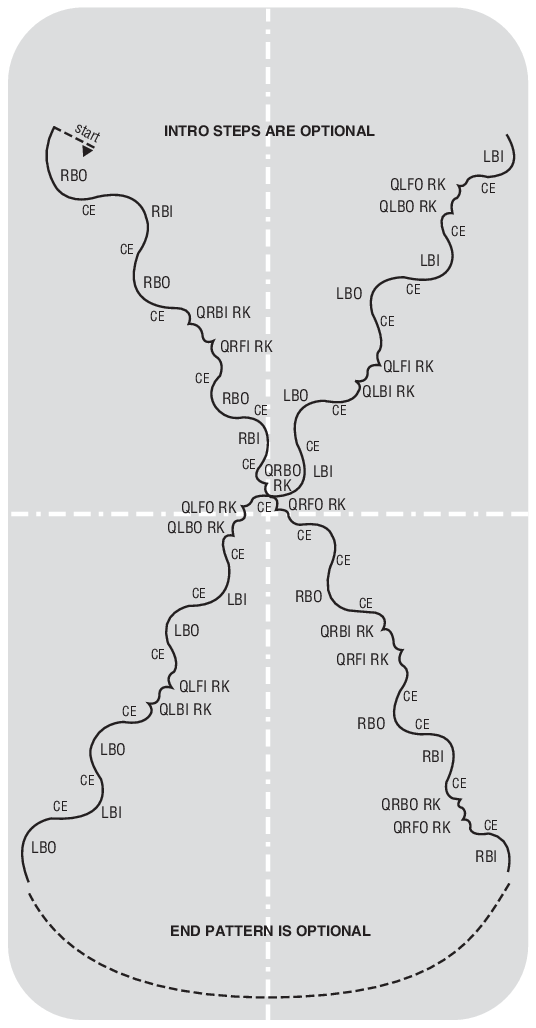 start
INTRO STEPS ARE OPTIONAL
RBO
CE
RBI
CE
RBO
CE
QRBI RK
QRFI RK
CE
RBO
CE
RBI
CE
QRBO
RK
CE
QRFO RK
CE
CE
RBO
CE
QRBI RK
QRFI RK
CE
RBO
CE
RBI
CE
QRBO RK
QRFO RK
CE
RBI
END PATTERN IS OPTIONAL
LBO
CE
LBI
CE
LBO
CE
QLBI RK
QLFI RK
CE
LBO
CE
LBI
CE
QLBO RK
QLFO RK
LBI
CE
LBO
CE
QLBI RK
QLFI RK
CE
LBO
CE
LBI
CE
QLBO RK
QLFO RK
CE
LBI